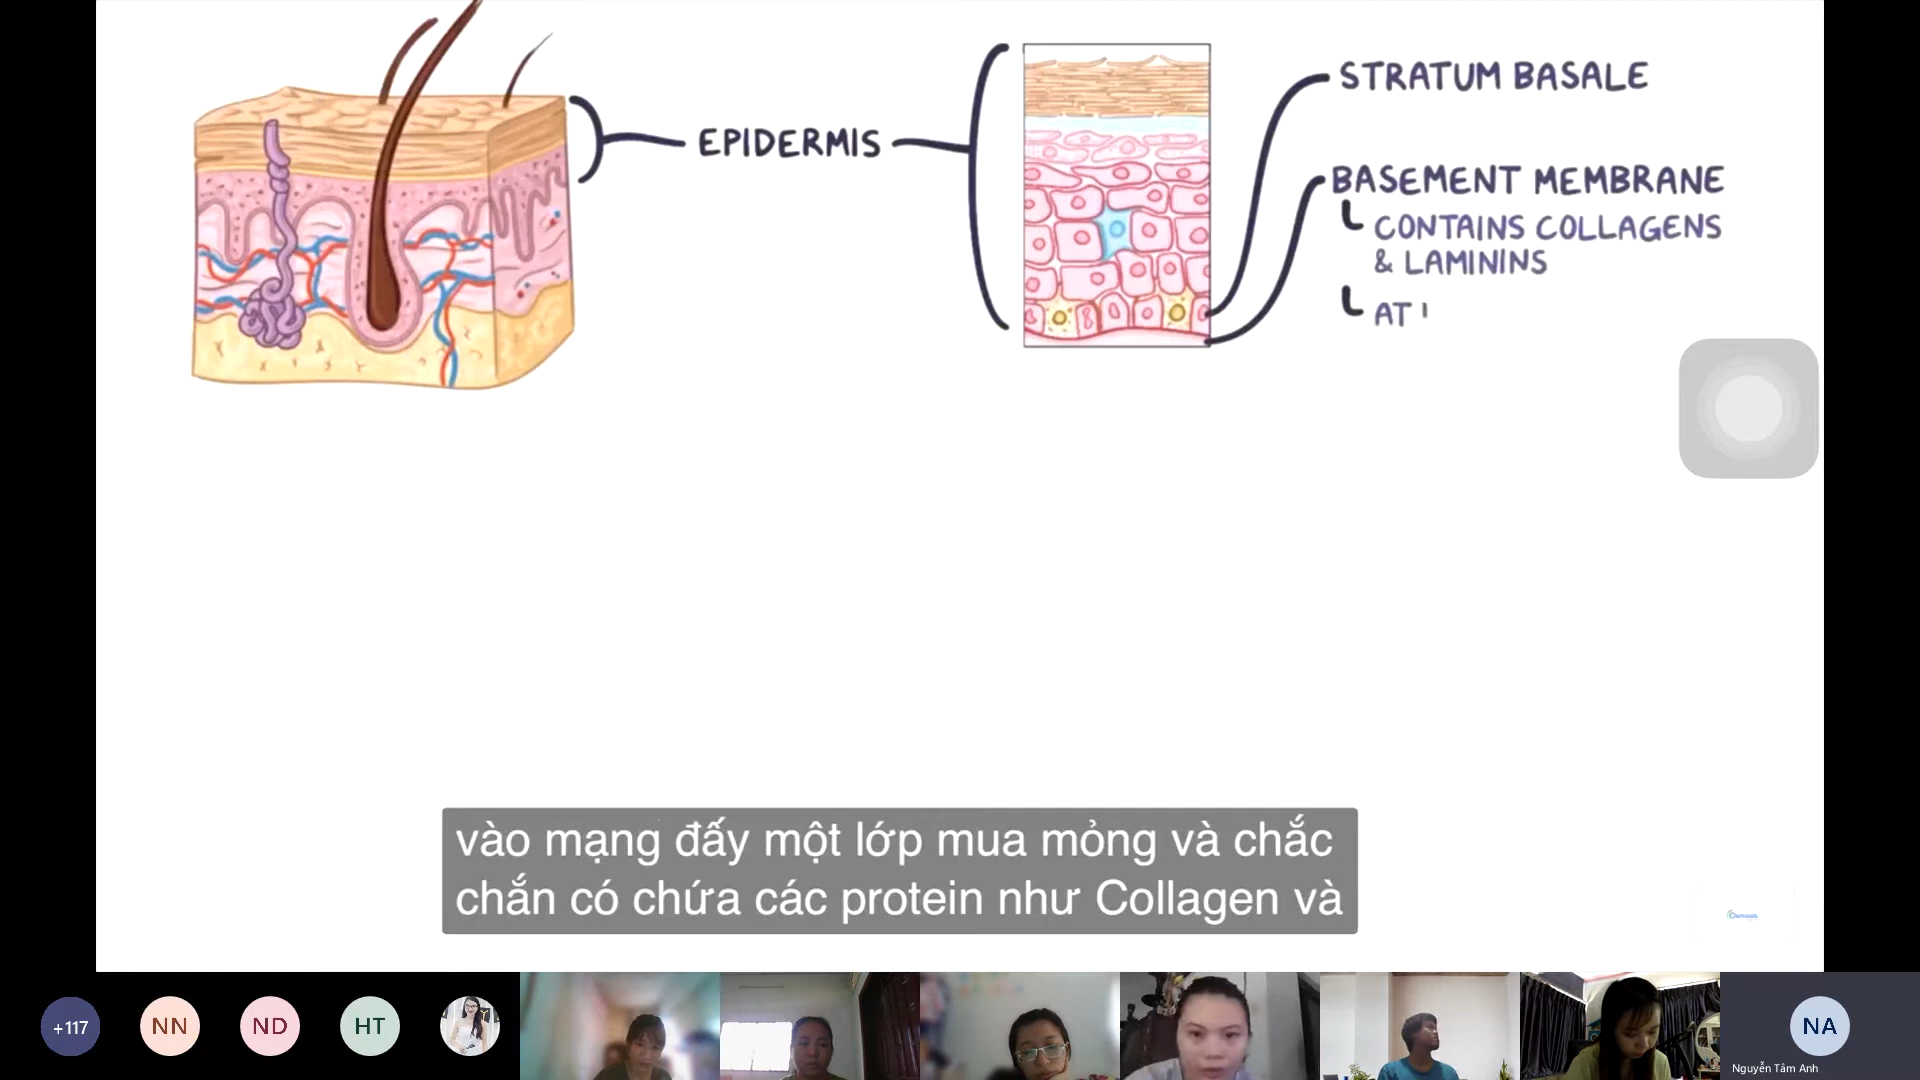 STRATUM BASALE
EPIDERMIS
BASEMENT MEMBRANE
CONTAINS COLLAGENS
& LAMININS
AT
vào mạng đấy một lớp mua mỏng và chắc
chắn có chứa các protein như Collagen và
Osmosis
+117
NN
ND
HT
NA
Nguyễn Tâm Anh